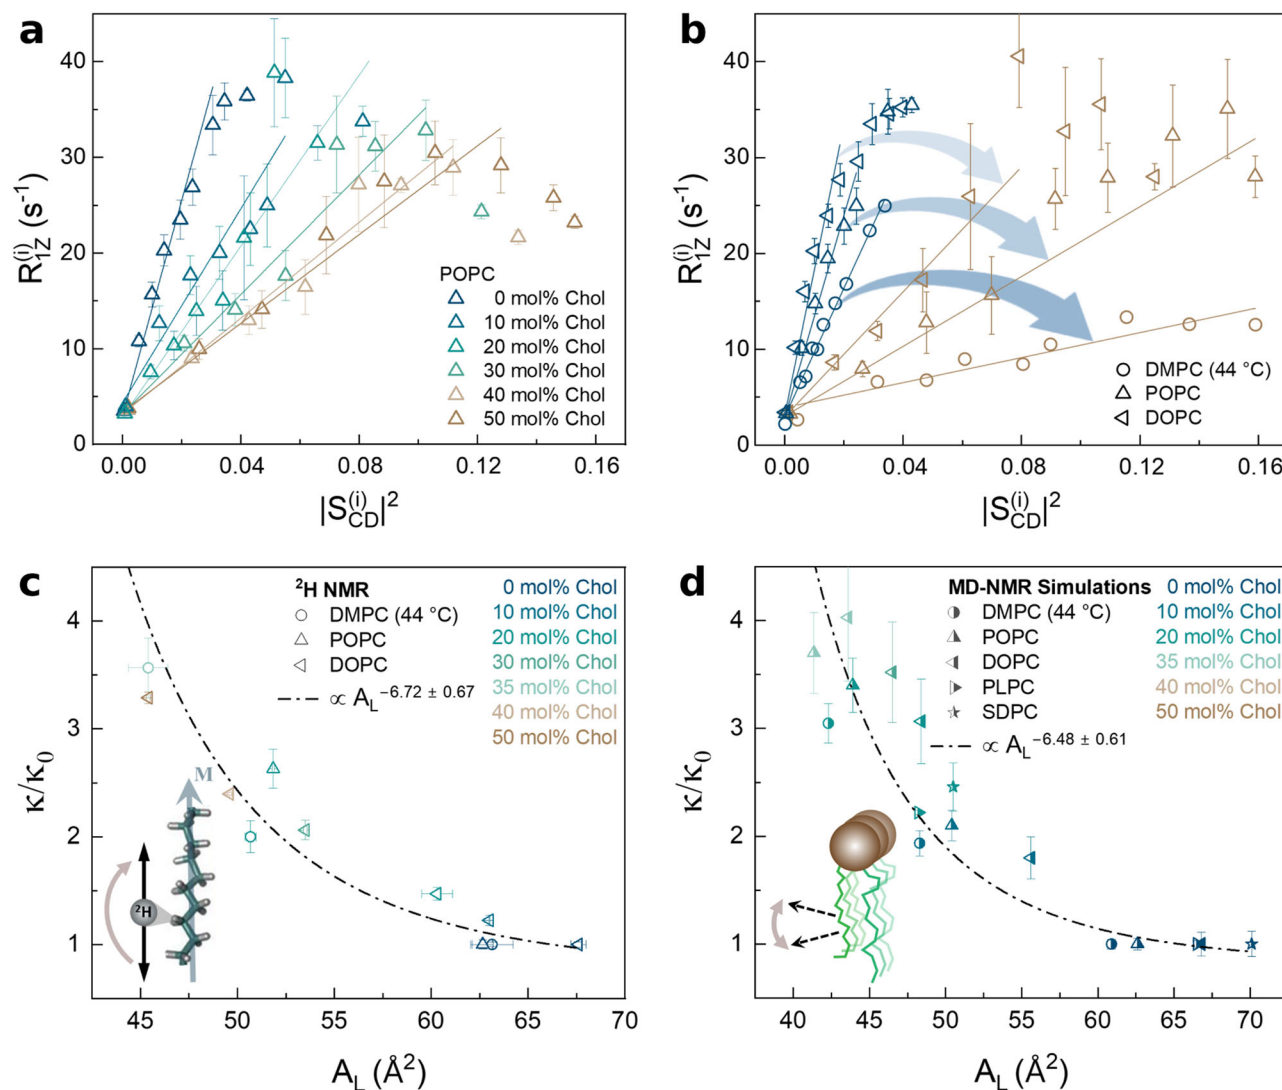 a
R1Z(i) (s-1)
40
30
20
10
0
POPC
0 mol% Chol
10 mol% Chol
20 mol% Chol
30 mol% Chol
40 mol% Chol
50 mol% Chol
0.00 0.04 0.08 0.12 0.16
|SCD(i)|2
b
R1Z(i) (s-1)
40
30
20
10
0
DMPC (44 °C)
POPC
DOPC
0.00 0.04 0.08 0.12 0.16
|SCD(i)|2
c
κ/κ0
4
3
2
1
2H NMR
DMPC (44 °C)
POPC
DOPC
∝ AL−6.72 ± 0.67
0 mol% Chol
10 mol% Chol
20 mol% Chol
30 mol% Chol
35 mol% Chol
40 mol% Chol
50 mol% Chol
M
2H
45 50 55 60 65 70
AL (Å2)
d
κ/κ0
4
3
2
1
MD-NMR Simulations
DMPC (44 °C)
POPC
DOPC
PLPC
SDPC
∝ AL−6.48 ± 0.61
0 mol% Chol
10 mol% Chol
20 mol% Chol
35 mol% Chol
40 mol% Chol
50 mol% Chol
40 45 50 55 60 65 70
AL (Å2)